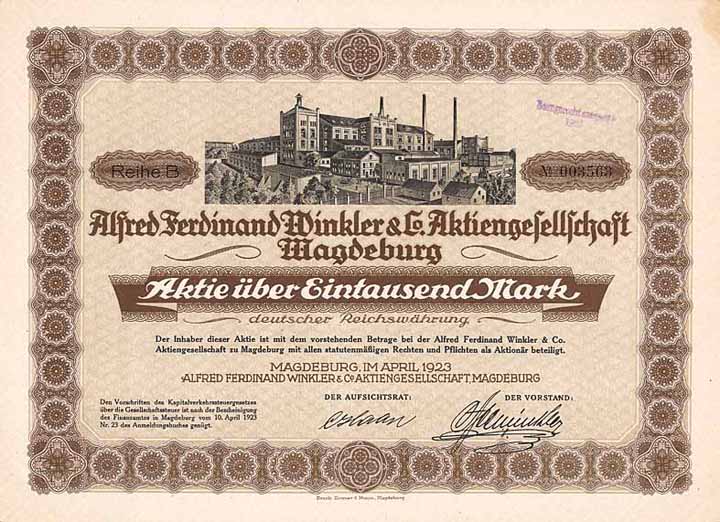 Reihe B
№ 003563
Alfred Ferdinand Winkler & Co. Aktiengesellschaft
Magdeburg
Aktie über Eintausend Mark
deutscher Reichswährung
Der Inhaber dieser Aktie ist mit dem vorstehenden Betrage bei der Alfred Ferdinand Winkler & Co.
Aktiengesellschaft zu Magdeburg mit allen statutenmäßigen Rechten und Pflichten als Aktionär beteiligt.
MAGDEBURG, IM APRIL 1923
ALFRED FERDINAND WINKLER & Co AKTIENGESELLSCHAFT, MAGDEBURG
Den Vorschriften des Kapitalverkehrssteuergesetzes
über die Gesellschaftssteuer ist nach der Bescheinigung
des Finanzamtes in Magdeburg vom 10. April 1923
Nr. 23 des Anmeldungsbuches genügt.
DER AUFSICHTSRAT:
DER VORSTAND:
Magdeburg